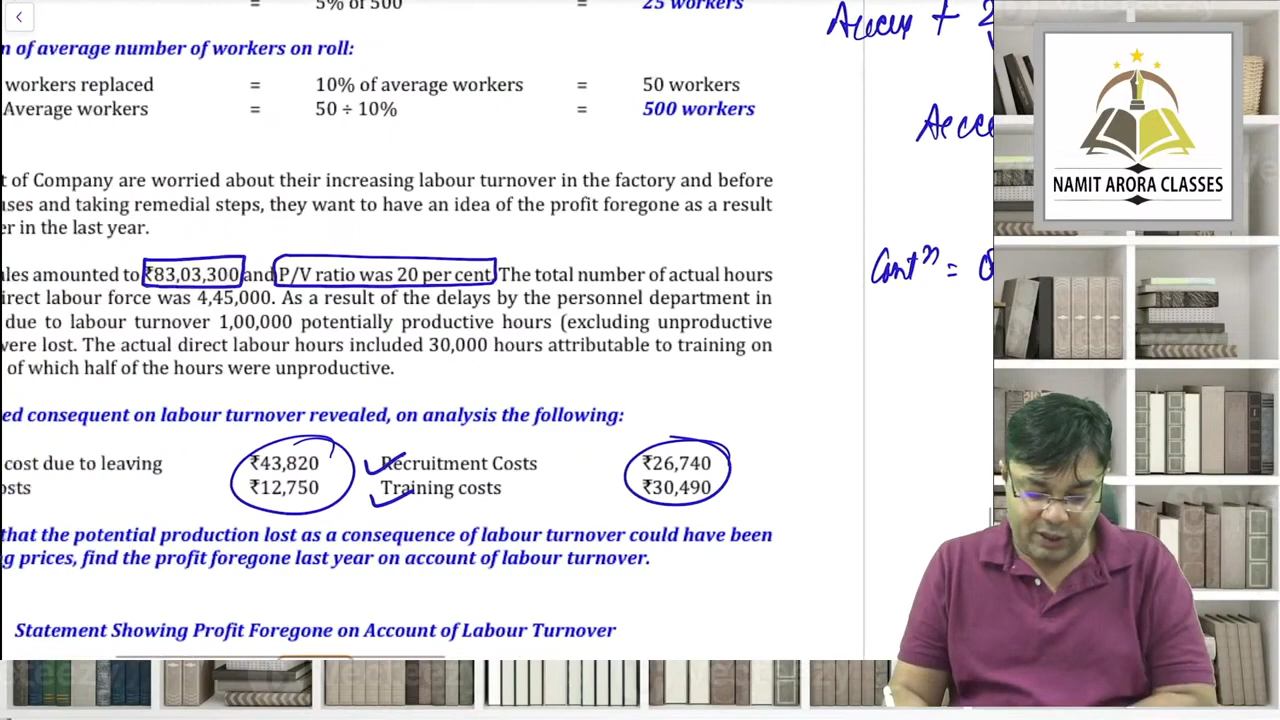 = 5% of 500 = 25 workers
n of average number of workers on roll:
workers replaced = 10% of average workers = 50 workers
Average workers = 50 ÷ 10% = 500 workers
t of Company are worried about their increasing labour turnover in the factory and before
ses and taking remedial steps, they want to have an idea of the profit foregone as a result
er in the last year.
les amounted to ₹83,03,300 and P/V ratio was 20 per cent. The total number of actual hours
irect labour force was 4,45,000. As a result of the delays by the personnel department in
due to labour turnover 1,00,000 potentially productive hours (excluding unproductive
were lost. The actual direct labour hours included 30,000 hours attributable to training on
of which half of the hours were unproductive.
ed consequent on labour turnover revealed, on analysis the following:
cost due to leaving ₹43,820 Recruitment Costs ₹26,740
osts ₹12,750 Training costs ₹30,490
that the potential production lost as a consequence of labour turnover could have been
g prices, find the profit foregone last year on account of labour turnover.
Statement Showing Profit Foregone on Account of Labour Turnover
NAMIT ARORA CLASSES